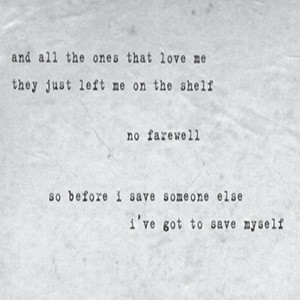 and all the ones that love me
they just left me on the shelf
no farewell
so before i save someone else
i've got to save myself